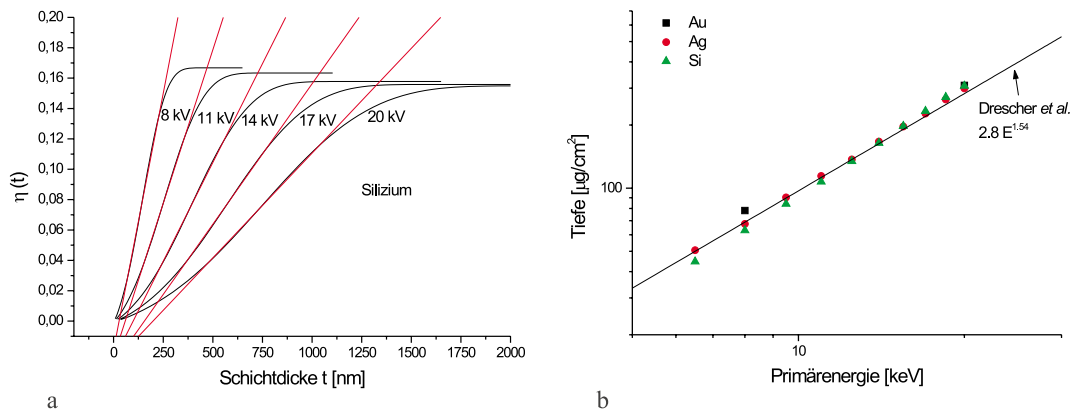 0,20
0,18
0,16
0,14
0,12
0,10
0,08
0,06
0,04
0,02
0,00
η (t)
8 kV
11 kV
14 kV
17 kV
20 kV
Silizium
0
250
500
750
1000
1250
1500
1750
2000
Schichtdicke t [nm]
a
Au
Ag
Si
Drescher et al.
2.8 E^1.54
100
Tiefe [µg/cm²]
10
Primärenergie [keV]
b